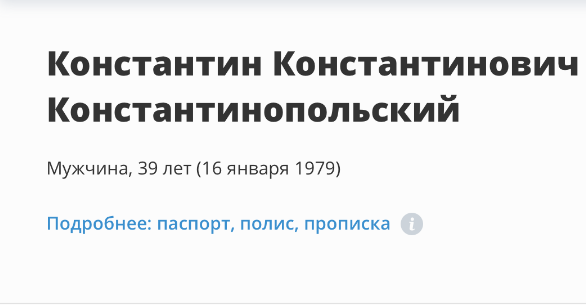 Константин Константинович
Константинопольский
Мужчина, 39 лет (16 января 1979)
Подробнее: паспорт, полис, прописка i